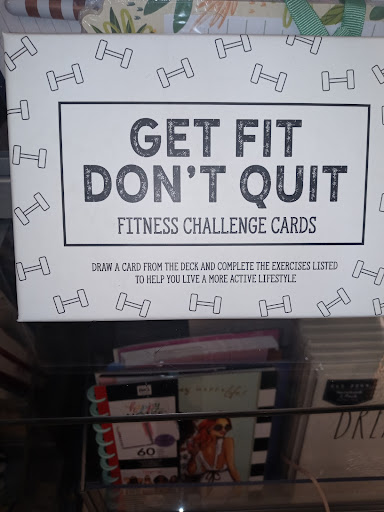 GET FIT
DON'T QUIT
FITNESS CHALLENGE CARDS
DRAW A CARD FROM THE DECK AND COMPLETE THE EXERCISES LISTED
TO HELP YOU LIVE A MORE ACTIVE LIFESTYLE
60